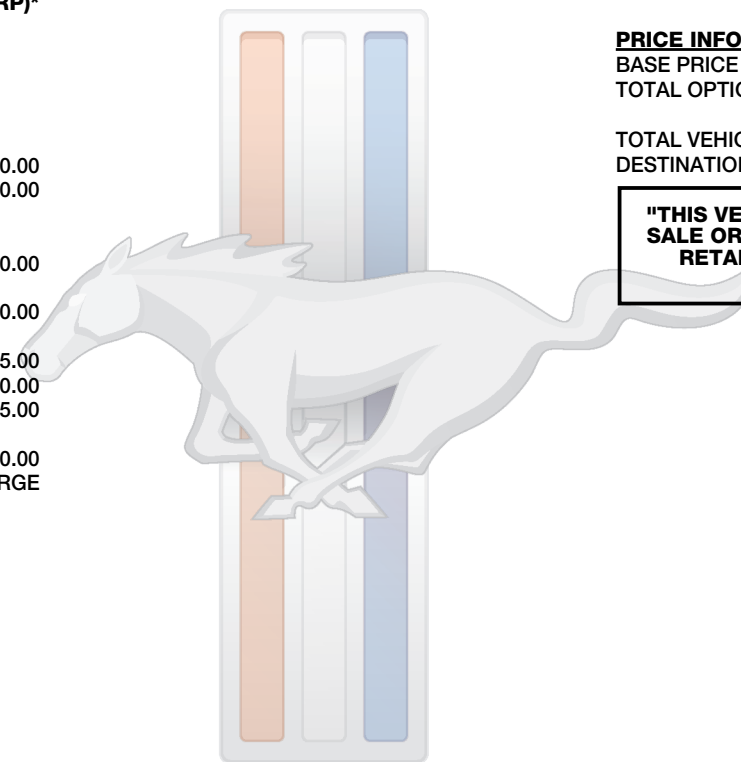 RP)*
0.00
0.00
0.00
0.00
5.00
0.00
5.00
0.00
RGE
PRICE INFO
BASE PRICE
TOTAL OPTIO
TOTAL VEHIC
DESTINATION
"THIS VE
SALE OR
RETAI